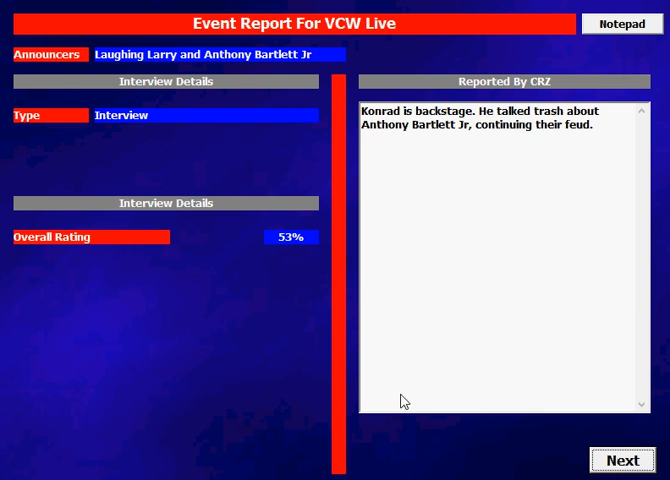 Event Report For VCW Live
Notepad
Announcers Laughing Larry and Anthony Bartlett Jr
Interview Details
Reported By CRZ
Type Interview
Konrad is backstage. He talked trash about
Anthony Bartlett Jr, continuing their feud.
Interview Details
Overall Rating 53%
Next